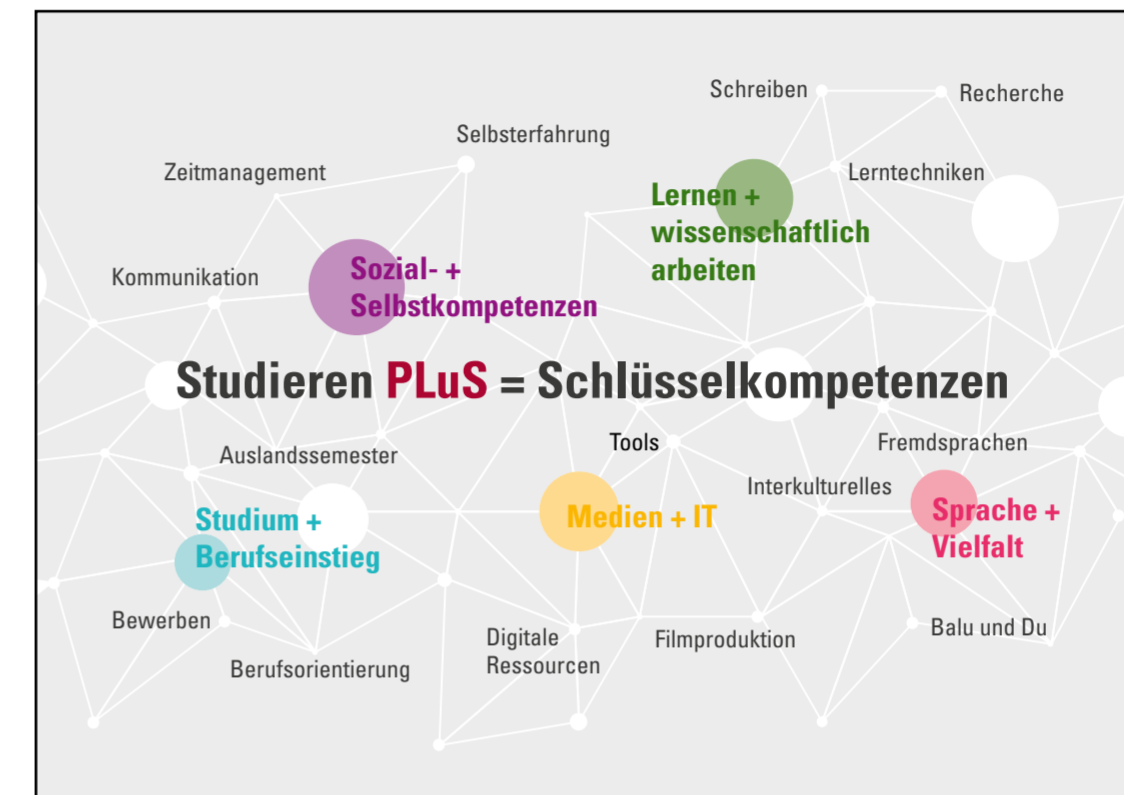 Schreiben
Recherche
Selbsterfahrung
Zeitmanagement
Lerntechniken
Lernen +
wissenschaftlich
arbeiten
Kommunikation
Sozial- +
Selbstkompetenzen
Studieren PLuS = Schlüsselkompetenzen
Auslandssemester
Tools
Fremdsprachen
Interkulturelles
Studium +
Berufseinstieg
Medien + IT
Sprache +
Vielfalt
Bewerben
Berufsorientierung
Digitale
Ressourcen
Filmproduktion
Balu und Du